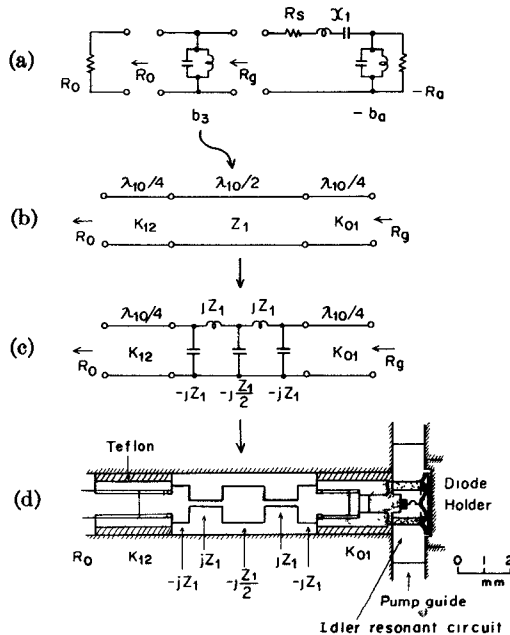 (a)
R₀
R₀
b₃
Rg
Rs
x₁
-ba
-Ra
(b)
λ₁₀/4
λ₁₀/2
λ₁₀/4
R₀
K₁₂
Z₁
K₀₁
Rg
(c)
λ₁₀/4
jZ₁
jZ₁
λ₁₀/4
R₀
K₁₂
K₀₁
Rg
-jZ₁
-jZ₁/2
-jZ₁
(d)
Teflon
Diode
Holder
R₀
K₁₂
-jZ₁
jZ₁
-jZ₁/2
jZ₁
-jZ₁
K₀₁
0 1 2
mm
Pump guide
Idler resonant circuit